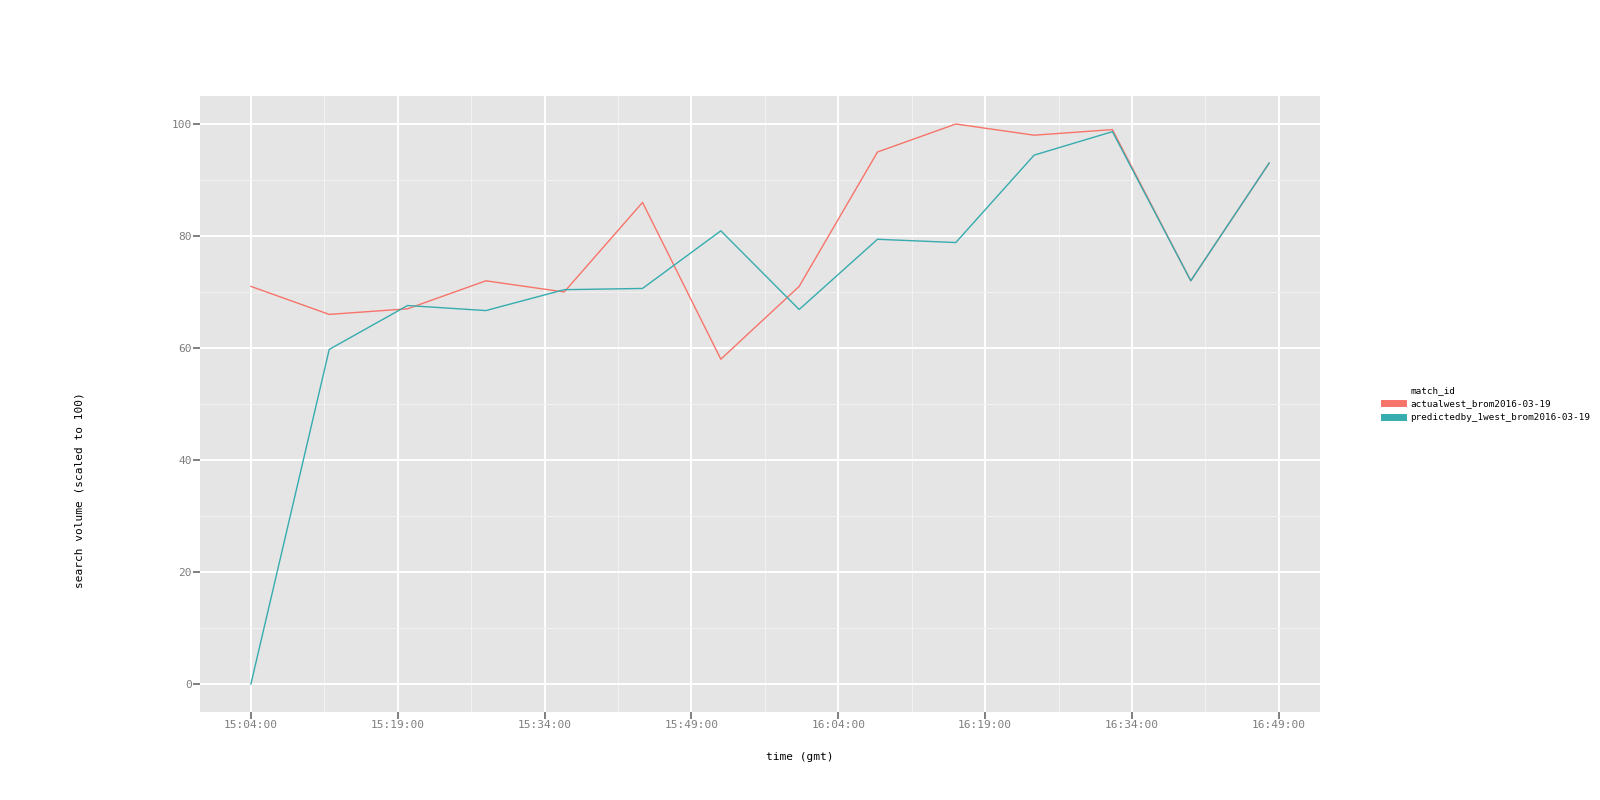 100
80
60
40
20
0
search volume (scaled to 100)
15:04:00 15:19:00 15:34:00 15:49:00 16:04:00 16:19:00 16:34:00 16:49:00
time (gmt)
match_id
actualwest_brom2016-03-19
predictedby_1west_brom2016-03-19